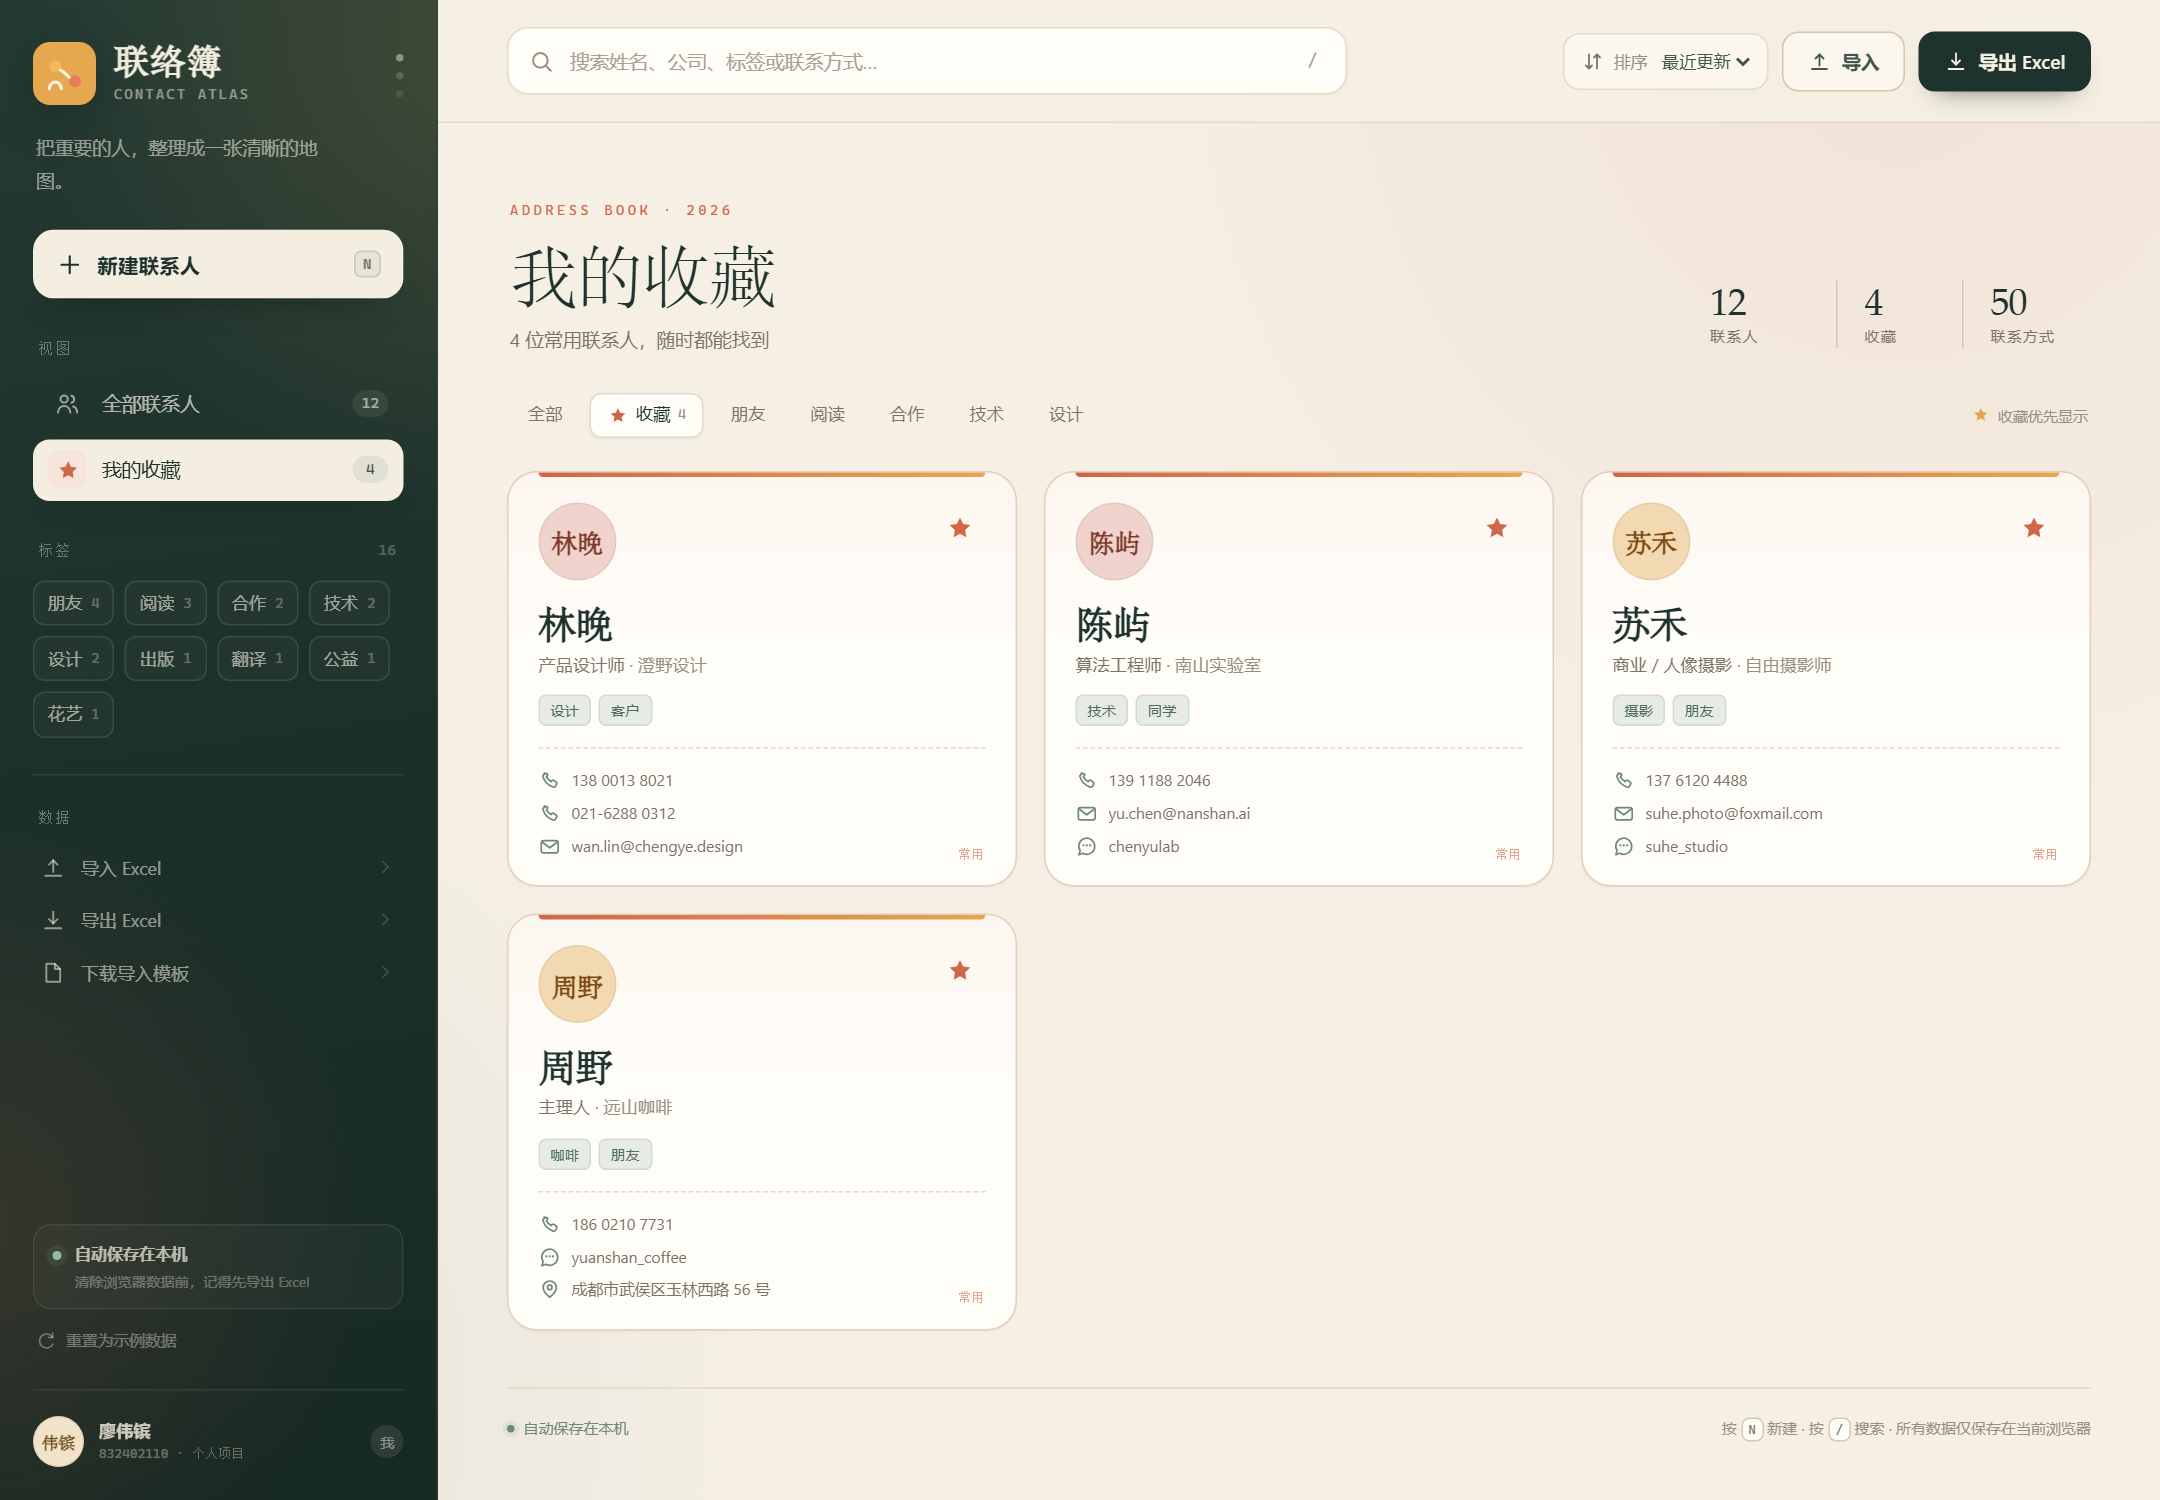 联络簿
CONTACT ATLAS
把重要的人，整理成一张清晰的地
图。
新建联系人 N
视图
全部联系人 12
我的收藏 4
标签 16
朋友 4 阅读 3 合作 2 技术 2
设计 2 出版 1 翻译 1 公益 1
花艺 1
数据
导入 Excel
导出 Excel
下载导入模板
自动保存在本机
清除浏览器数据前，记得先导出 Excel
重置为示例数据
伟镔
廖伟镔
832402110 · 个人项目
我
搜索姓名、公司、标签或联系方式... /
排序 最近更新
导入
导出 Excel
ADDRESS BOOK · 2026
我的收藏
4 位常用联系人，随时都能找到
12
联系人
4
收藏
50
联系方式
全部 收藏 4 朋友 阅读 合作 技术 设计
收藏优先显示
林晚
林晚
产品设计师 · 澄野设计
设计 客户
138 0013 8021
021-6288 0312
wan.lin@chengye.design
常用
陈屿
陈屿
算法工程师 · 南山实验室
技术 同学
139 1188 2046
yu.chen@nanshan.ai
chenyulab
常用
苏禾
苏禾
商业 / 人像摄影 · 自由摄影师
摄影 朋友
137 6120 4488
suhe.photo@foxmail.com
suhe_studio
常用
周野
周野
主理人 · 远山咖啡
咖啡 朋友
186 0210 7731
yuanshan_coffee
成都市武侯区玉林西路 56 号
常用
自动保存在本机
按 N 新建 · 按 / 搜索 · 所有数据仅保存在当前浏览器